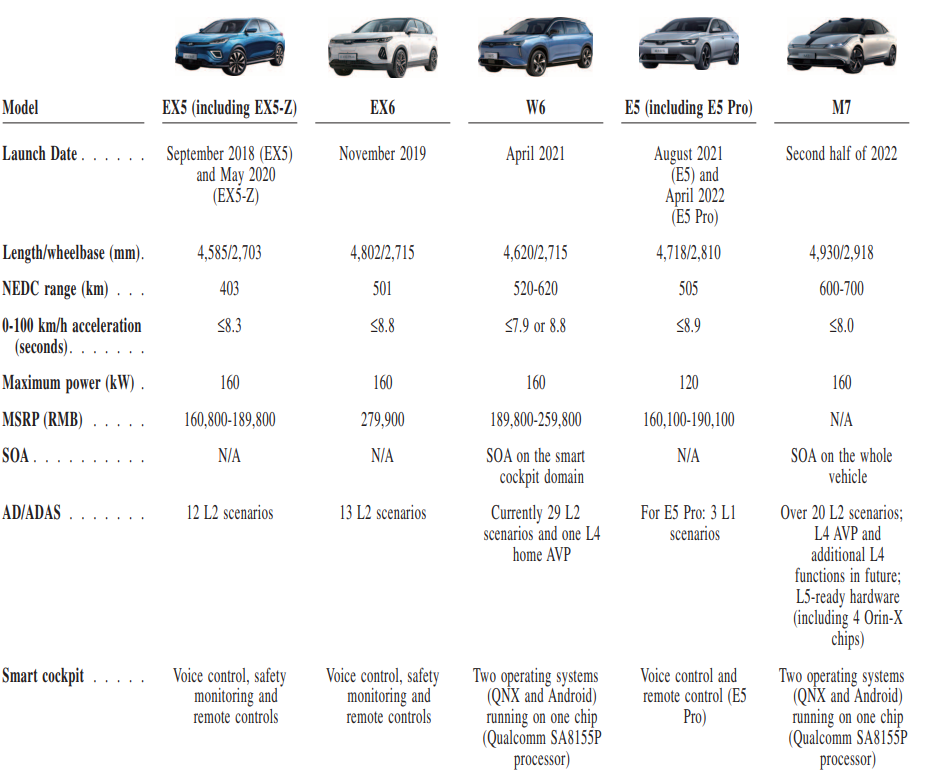 Model EX5 (including EX5-Z) EX6 W6 E5 (including E5 Pro) M7
Launch Date . . . . . . September 2018 (EX5) and May 2020 (EX5-Z) November 2019 April 2021 August 2021 (E5) and April 2022 (E5 Pro) Second half of 2022
Length/wheelbase (mm). 4,585/2,703 4,802/2,715 4,620/2,715 4,718/2,810 4,930/2,918
NEDC range (km) . . . 403 501 520-620 505 600-700
0-100 km/h acceleration (seconds). . . . . . . ≤8.3 ≤8.8 ≤7.9 or 8.8 ≤8.9 ≤8.0
Maximum power (kW) . 160 160 160 120 160
MSRP (RMB) . . . . . 160,800-189,800 279,900 189,800-259,800 160,100-190,100 N/A
SOA . . . . . . . . . . N/A N/A SOA on the smart cockpit domain N/A SOA on the whole vehicle
AD/ADAS . . . . . . . 12 L2 scenarios 13 L2 scenarios Currently 29 L2 scenarios and one L4 home AVP For E5 Pro: 3 L1 scenarios Over 20 L2 scenarios; L4 AVP and additional L4 functions in future; L5-ready hardware (including 4 Orin-X chips)
Smart cockpit . . . . . Voice control, safety monitoring and remote controls Voice control, safety monitoring and remote controls Two operating systems (QNX and Android) running on one chip (Qualcomm SA8155P processor) Voice control and remote control (E5 Pro) Two operating systems (QNX and Android) running on one chip (Qualcomm SA8155P processor)